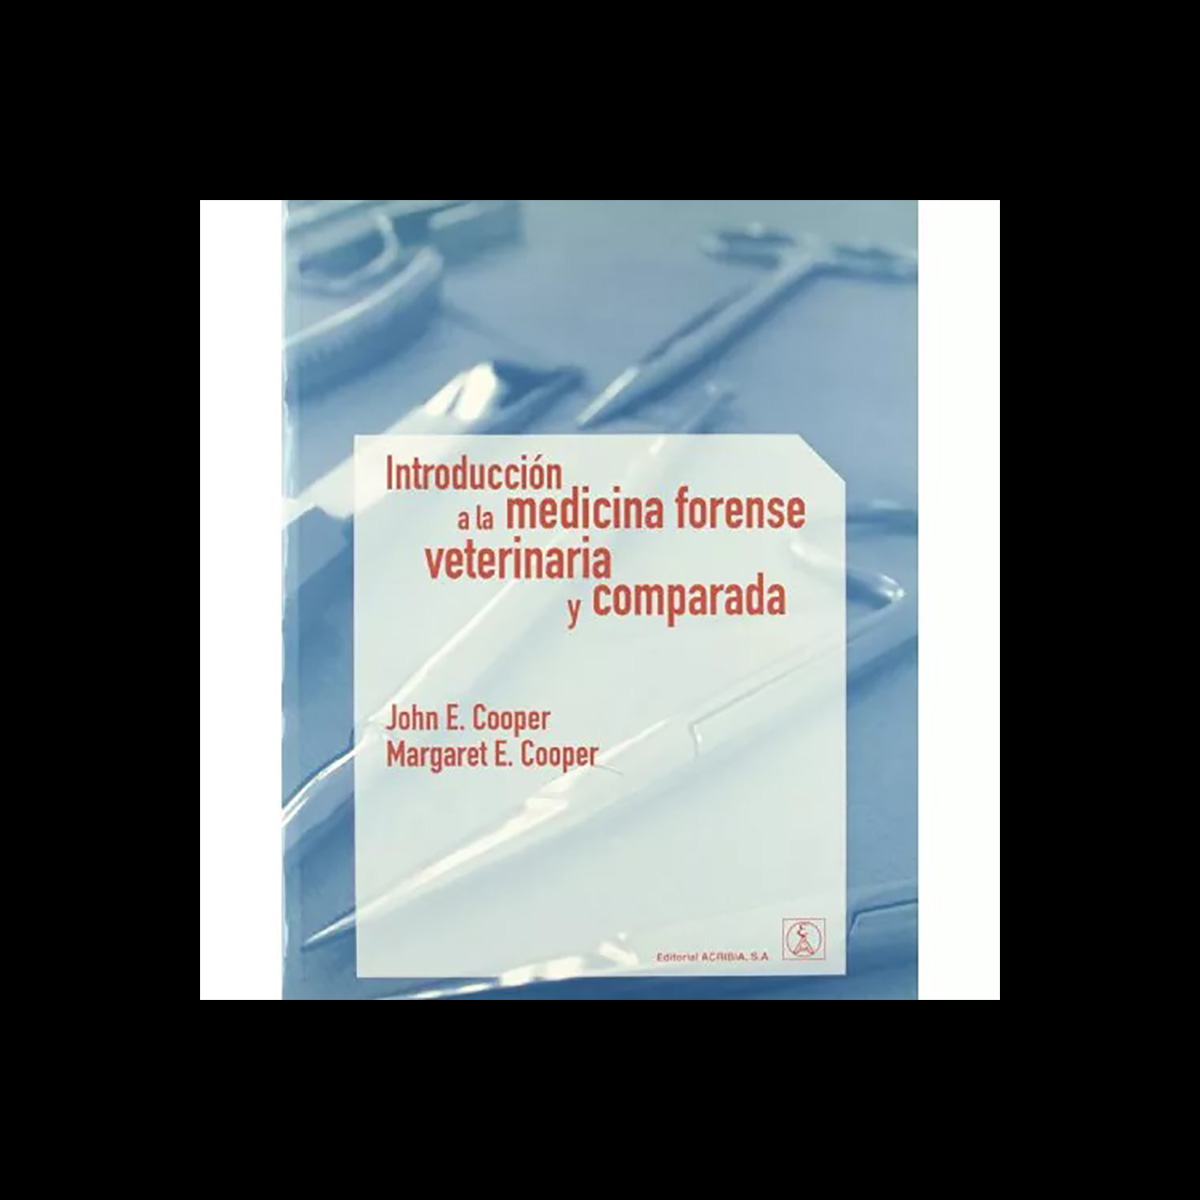 Introducción
a la medicina forense
veterinaria
y comparada
John E. Cooper
Margaret E. Cooper
Editorial ACRIBIA, S.A.